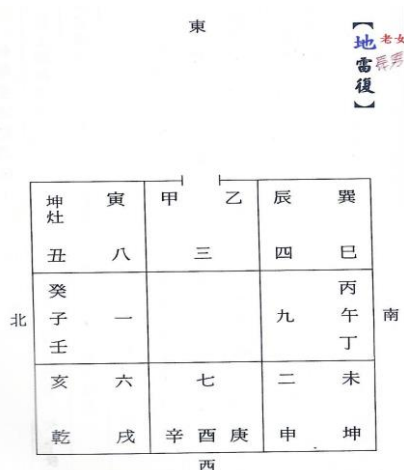 東
【地雷復】
老女
坤 寅 甲 乙 辰 巽
灶
丑 八 三 四 巳
癸 丙
北 子 一 九 午 南
壬 丁
亥 六 七 二 未
乾 戌 辛 酉 庚 申 坤
西